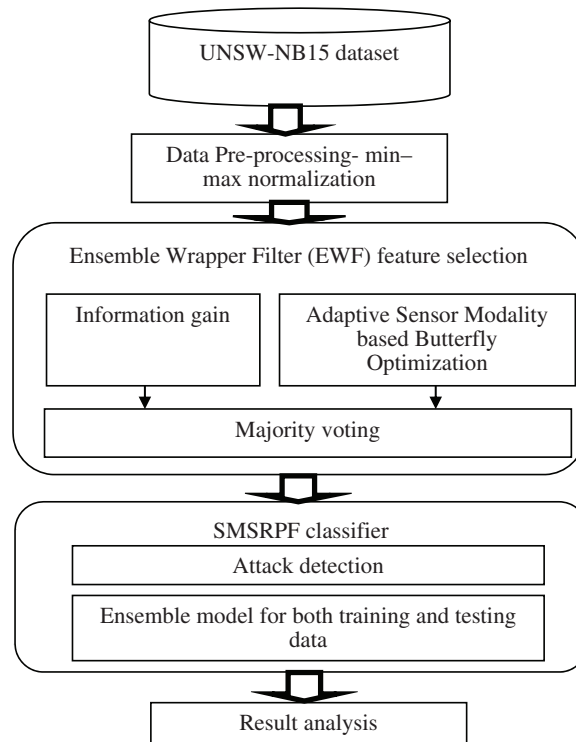 UNSW-NB15 dataset
Data Pre-processing- min–
max normalization
Ensemble Wrapper Filter (EWF) feature selection
Information gain
Adaptive Sensor Modality
based Butterfly
Optimization
Majority voting
SMSRPF classifier
Attack detection
Ensemble model for both training and testing
data
Result analysis